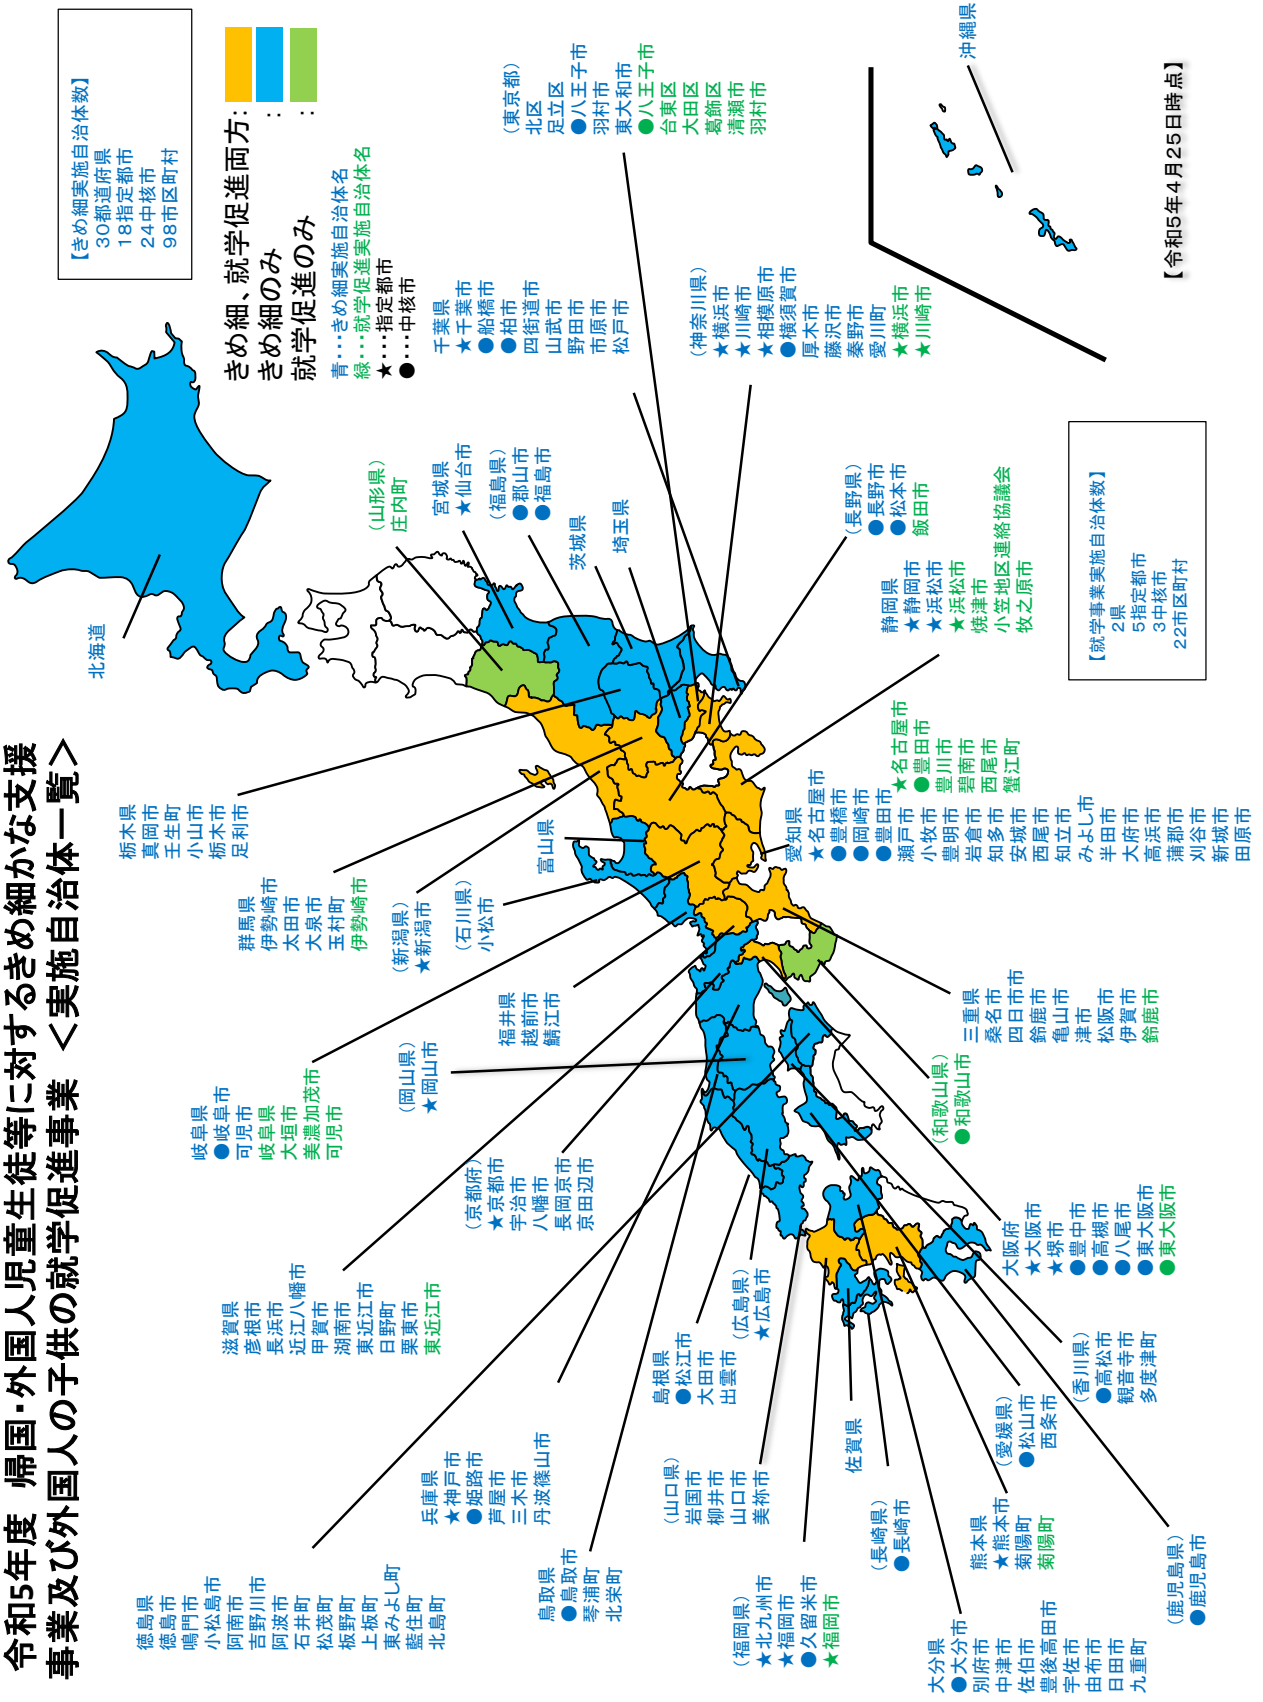 令和5年度　帰国・外国人児童生徒等に対するきめ細かな支援
事業及び外国人の子供の就学促進事業　＜実施自治体一覧＞
【きめ細実施自治体数】
30都道府県
18指定都市
24中核市
98市区町村
きめ細、就学促進両方：
きめ細のみ　　　　　：
就学促進のみ　　　　：
青・・・きめ細実施自治体名
緑・・・就学促進実施自治体名
★・・・指定都市
●・・・中核市
北海道
（山形県）
庄内町
宮城県
★仙台市
（福島県）
●郡山市
●福島市
茨城県
埼玉県
栃木県
真岡市
壬生町
小山市
栃木市
足利市
群馬県
伊勢崎市
太田市
大泉市
玉村町
伊勢崎市
千葉県
★千葉市
●船橋市
●柏市
四街道市
山武市
野田市
市原市
松戸市
（東京都）
北区
足立区
●八王子市
羽村市
東大和市
●八王子市
台東区
大田区
葛飾区
清瀬市
羽村市
（神奈川県）
★横浜市
★川崎市
★相模原市
●横須賀市
厚木市
藤沢市
秦野市
愛川町
★横浜市
★川崎市
（新潟県）
★新潟市
富山県
（石川県）
小松市
福井県
越前市
鯖江市
（長野県）
●長野市
●松本市
飯田市
岐阜県
●岐阜市
可児市
岐阜県
大垣市
美濃加茂市
可児市
静岡県
★静岡市
★浜松市
★浜松市
焼津市
小笠地区連絡協議会
牧之原市
愛知県
★名古屋市
●豊橋市
●岡崎市
●豊田市
瀬戸市
小牧市
豊明市
岩倉市
知多市
安城市
西尾市
知立市
みよし市
半田市
大府市
高浜市
蒲郡市
刈谷市
新城市
田原市
★名古屋市
●豊田市
豊川市
碧南市
西尾市
蟹江町
三重県
桑名市
四日市市
鈴鹿市
亀山市
津市
松阪市
伊賀市
鈴鹿市
滋賀県
彦根市
長浜市
近江八幡市
甲賀市
湖南市
東近江市
日野町
栗東市
東近江市
（京都府）
★京都市
宇治市
八幡市
長岡京市
京田辺市
大阪府
★大阪市
★堺市
●豊中市
●高槻市
●八尾市
●東大阪市
●東大阪市
兵庫県
★神戸市
●姫路市
芦屋市
三木市
丹波篠山市
（和歌山県）
●和歌山市
鳥取県
●鳥取市
琴浦町
北栄町
島根県
●松江市
大田市
出雲市
（岡山県）
★岡山市
（広島県）
★広島市
（山口県）
岩国市
柳井市
山口市
美祢市
徳島県
徳島市
鳴門市
小松島市
阿南市
吉野川市
阿波市
石井町
松茂町
板野町
上板町
東みよし町
藍住町
北島町
（香川県）
●高松市
観音寺市
多度津町
（愛媛県）
●松山市
西条市
（福岡県）
★北九州市
★福岡市
●久留米市
★福岡市
佐賀県
（長崎県）
●長崎市
熊本県
★熊本市
菊陽町
菊陽町
大分県
●大分市
別府市
中津市
佐伯市
豊後高田市
宇佐市
由布市
日田市
九重町
（鹿児島県）
●鹿児島市
沖縄県
【就学事業実施自治体数】
2県
5指定都市
3中核市
22市区町村
【令和5年4月25日時点】